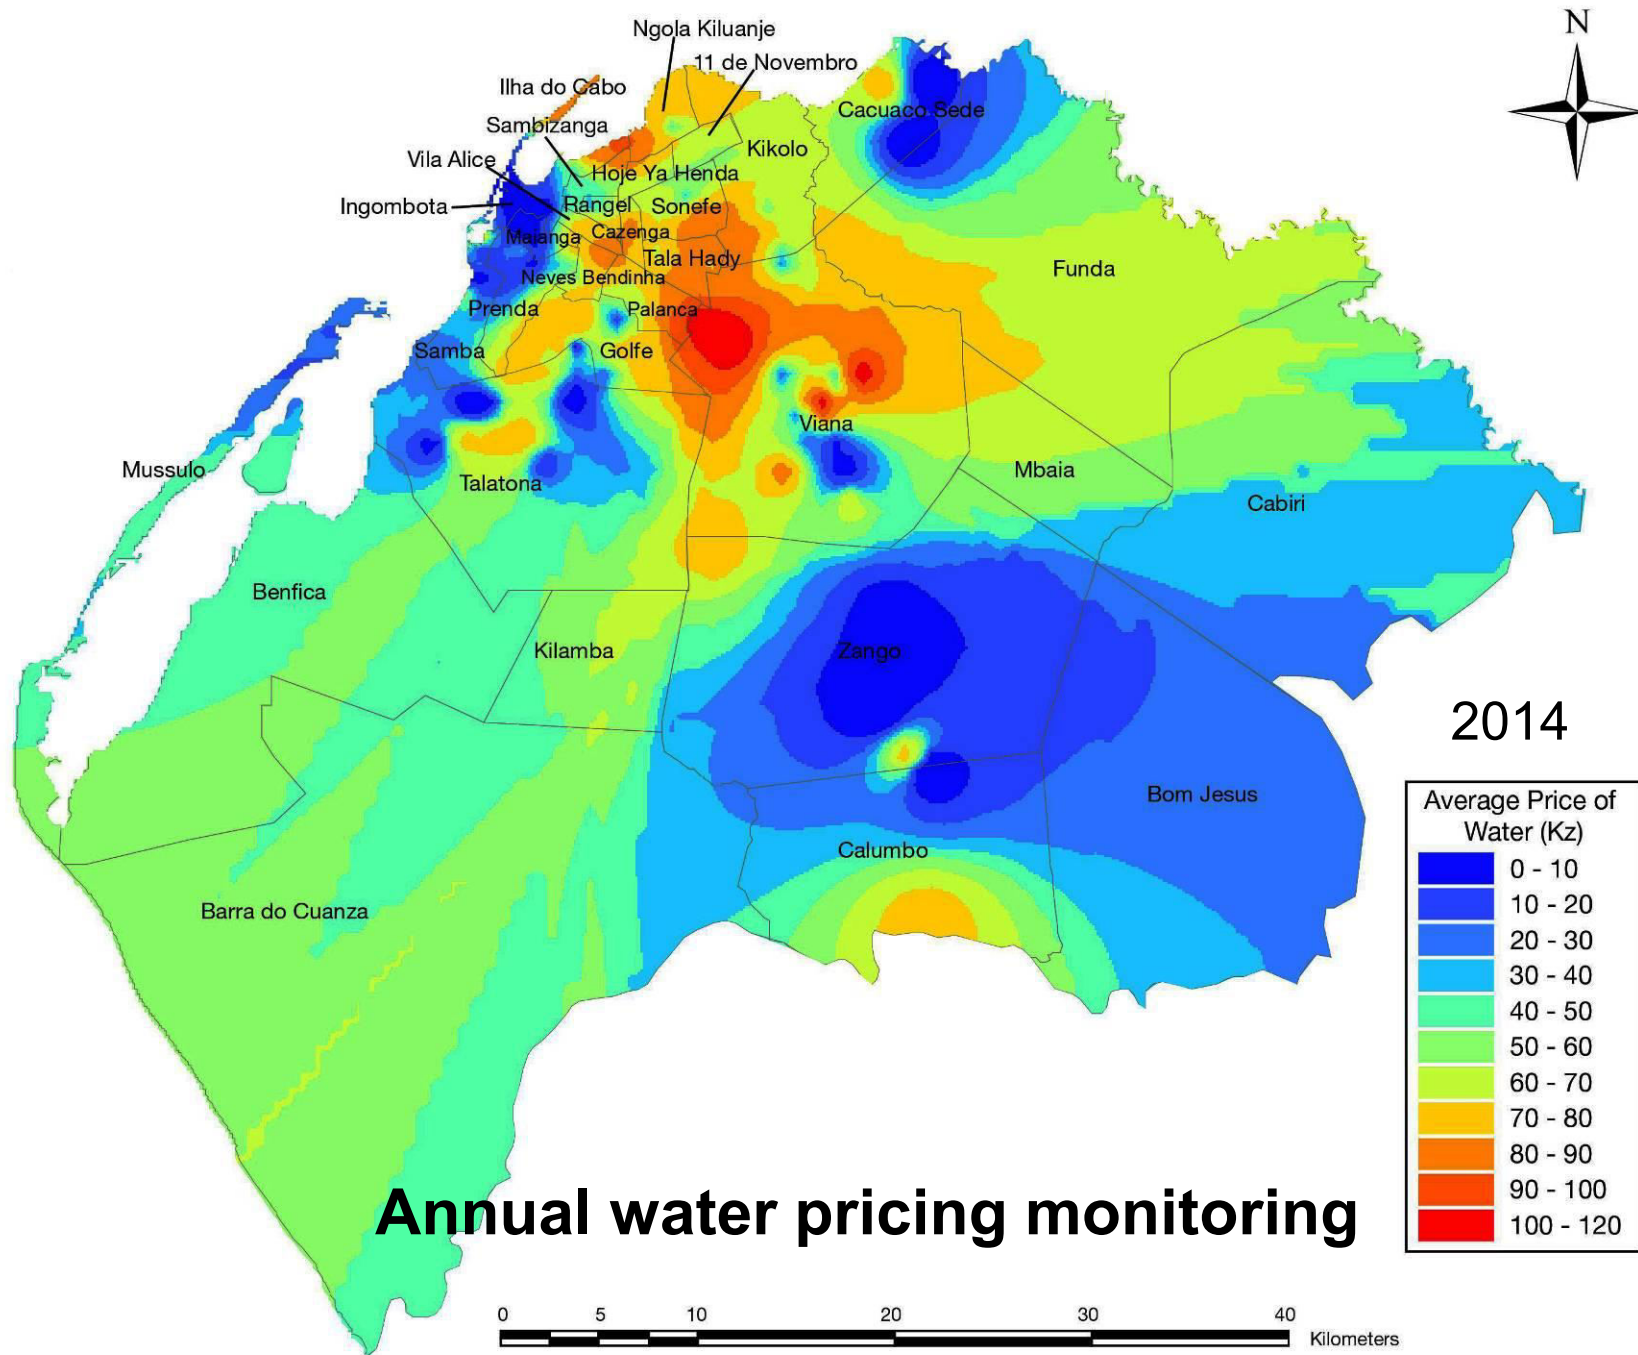 N
Ngola Kiluanje
11 de Novembro
Ilha do Cabo
Cacuaco Sede
Sambizanga
Kikolo
Vila Alice
Hoje Ya Henda
Ingombota
Rangel
Sonefe
Maianga
Cazenga
Tala Hady
Funda
Neves Bendinha
Prenda
Palanca
Samba
Golfe
Viana
Mussulo
Talatona
Mbaia
Cabiri
Benfica
Kilamba
Zango
2014
Bom Jesus
Average Price of
Water (Kz)
Calumbo
0 - 10
10 - 20
Barra do Cuanza
20 - 30
30 - 40
40 - 50
50 - 60
60 - 70
70 - 80
80 - 90
90 - 100
100 - 120
Annual water pricing monitoring
0 5 10 20 30 40
Kilometers